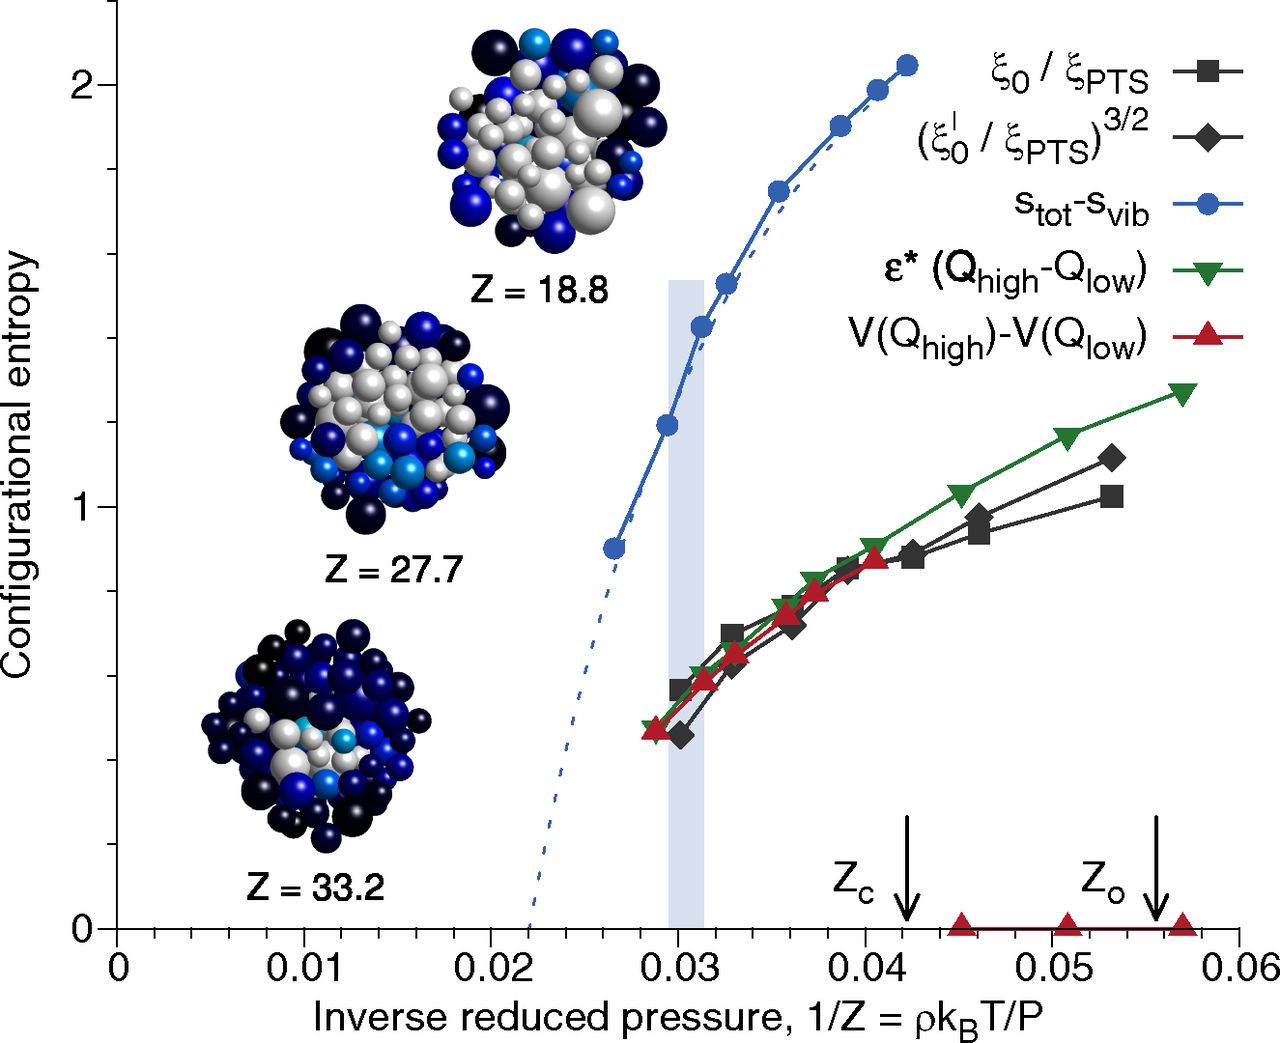 ξ0 / ξPTS
(ξ0^l / ξPTS)^3/2
stot-svib
ε* (Qhigh-Qlow)
V(Qhigh)-V(Qlow)
Z = 18.8
Z = 27.7
Z = 33.2
Configurational entropy
2
1
0
Zc
Zo
0 0.01 0.02 0.03 0.04 0.05 0.06
Inverse reduced pressure, 1/Z = ρkBT/P